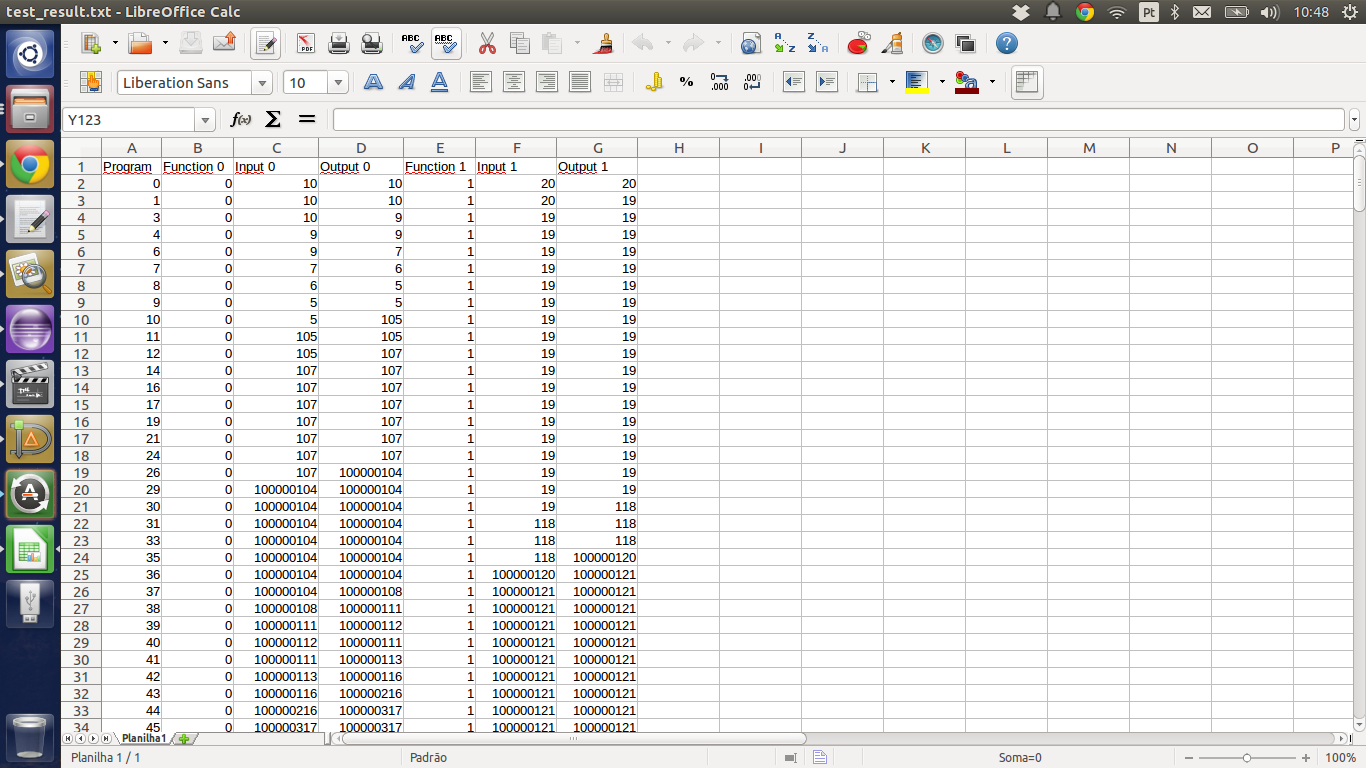 test_result.txt - LibreOffice Calc Pt 10:48
Liberation Sans 10
Y123
A B C D E F G H I J K L M N O P
1 Program Function 0 Input 0 Output 0 Function 1 Input 1 Output 1
2 0 0 10 10 1 20 20
3 1 0 10 10 1 20 19
4 3 0 10 9 1 19 19
5 4 0 9 9 1 19 19
6 6 0 9 7 1 19 19
7 7 0 7 6 1 19 19
8 8 0 6 5 1 19 19
9 9 0 5 5 1 19 19
10 10 0 5 105 1 19 19
11 11 0 105 105 1 19 19
12 12 0 105 107 1 19 19
13 14 0 107 107 1 19 19
14 16 0 107 107 1 19 19
15 17 0 107 107 1 19 19
16 19 0 107 107 1 19 19
17 21 0 107 107 1 19 19
18 24 0 107 107 1 19 19
19 26 0 107 100000104 1 19 19
20 29 0 100000104 100000104 1 19 19
21 30 0 100000104 100000104 1 19 118
22 31 0 100000104 100000104 1 118 118
23 33 0 100000104 100000104 1 118 118
24 35 0 100000104 100000104 1 118 100000120
25 36 0 100000104 100000104 1 100000120 100000121
26 37 0 100000104 100000108 1 100000121 100000121
27 38 0 100000108 100000111 1 100000121 100000121
28 39 0 100000111 100000112 1 100000121 100000121
29 40 0 100000112 100000111 1 100000121 100000121
30 41 0 100000111 100000113 1 100000121 100000121
31 42 0 100000113 100000116 1 100000121 100000121
32 43 0 100000116 100000216 1 100000121 100000121
33 44 0 100000216 100000317 1 100000121 100000121
34 45 0 100000317 100000317 1 100000121 100000121
Planilha1
Planilha 1 / 1 Padrão Soma=0 100%